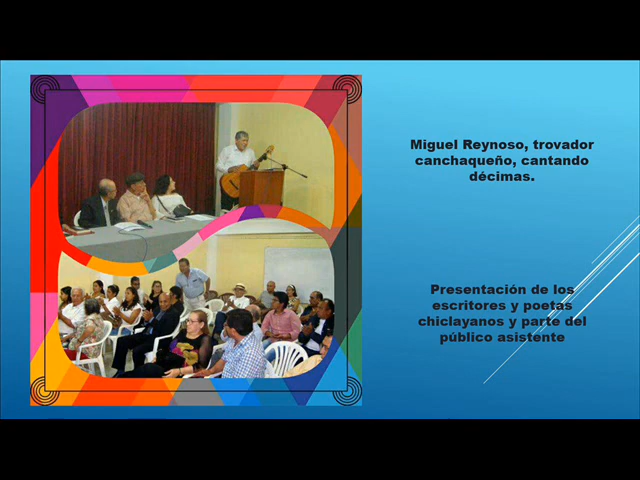 Miguel Reynoso, trovador
canchaqueño, cantando
décimas.
Presentación de los
escritores y poetas
chiclayanos y parte del
público asistente